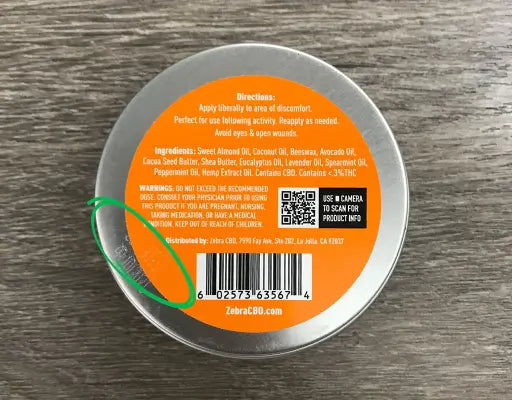 Directions:
Apply liberally to area of discomfort.
Perfect for use following activity. Reapply as needed.
Avoid eyes & open wounds.
Ingredients: Sweet Almond Oil, Coconut Oil, Beeswax, Avocado Oil,
Cocoa Seed Butter, Shea Butter, Eucalyptus Oil, Lavender Oil, Spearmint Oil,
Peppermint Oil, Hemp Extract Oil. Contains CBD. Contains <.3%THC
WARNINGS: DO NOT EXCEED THE RECOMMENDED
DOSE. CONSULT YOUR PHYSICIAN PRIOR TO USING
THIS PRODUCT IF YOU ARE PREGNANT, NURSING,
TAKING MEDICATION, OR HAVE A MEDICAL
CONDITION. KEEP OUT OF REACH OF CHILDREN.
USE CAMERA
TO SCAN FOR
PRODUCT INFO
Distributed by: Zebra CBD, 7590 Fay Ave, Ste 202, La Jolla, CA 92037
6 02573 63567 4
ZebraCBD.com